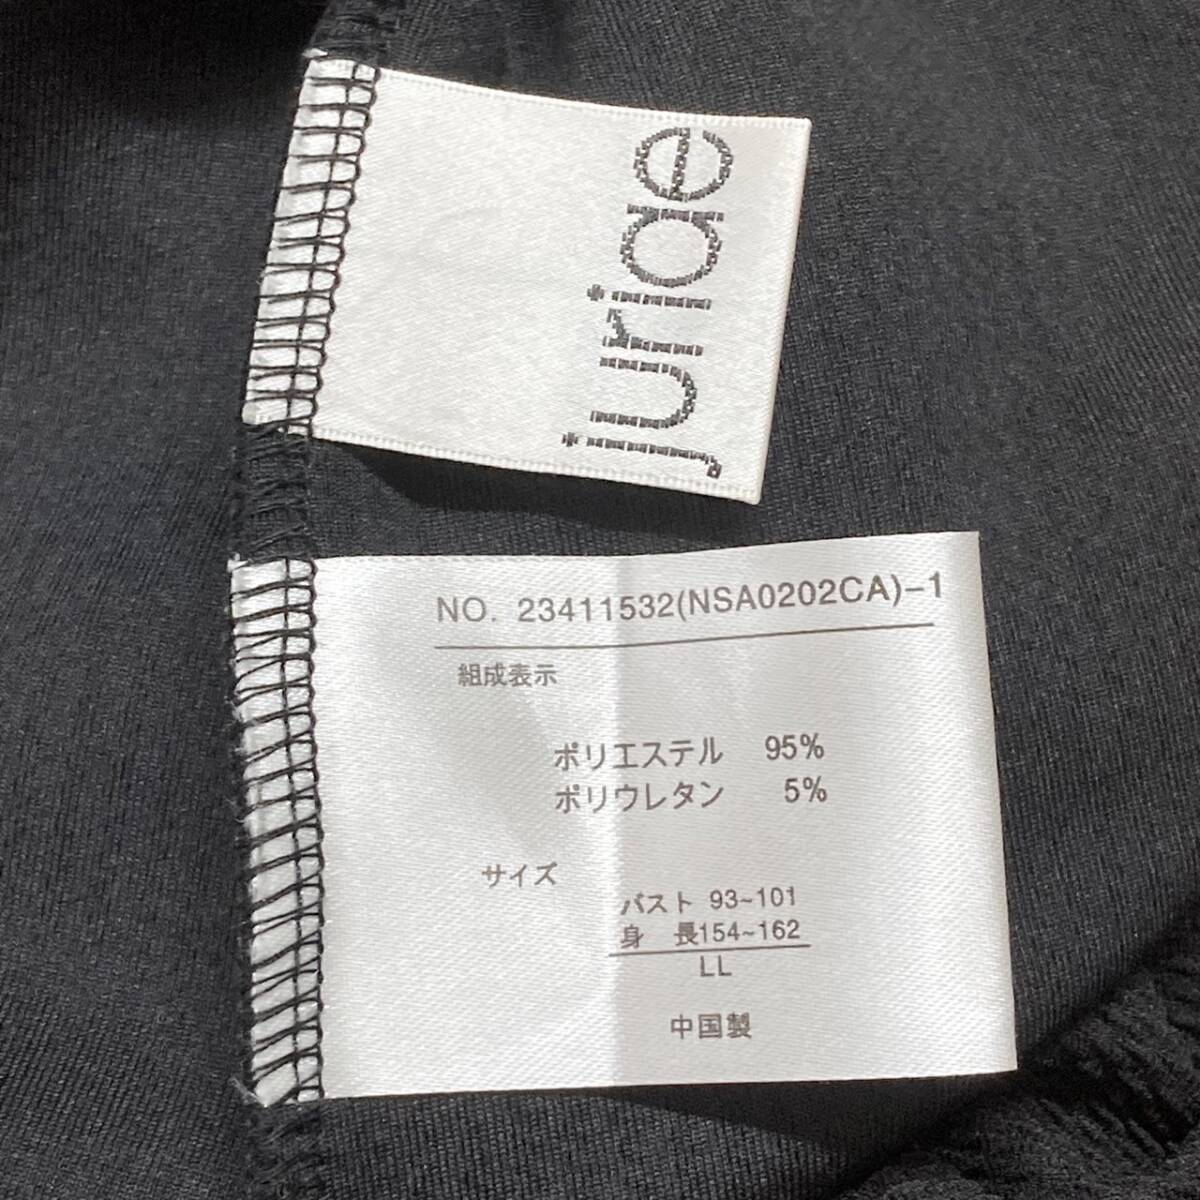 juriae
NO. 23411532(NSA0202CA)-1
組成表示
ポリエステル 95%
ポリウレタン 5%
サイズ
バスト 93~101
身 長154~162
LL
中国製